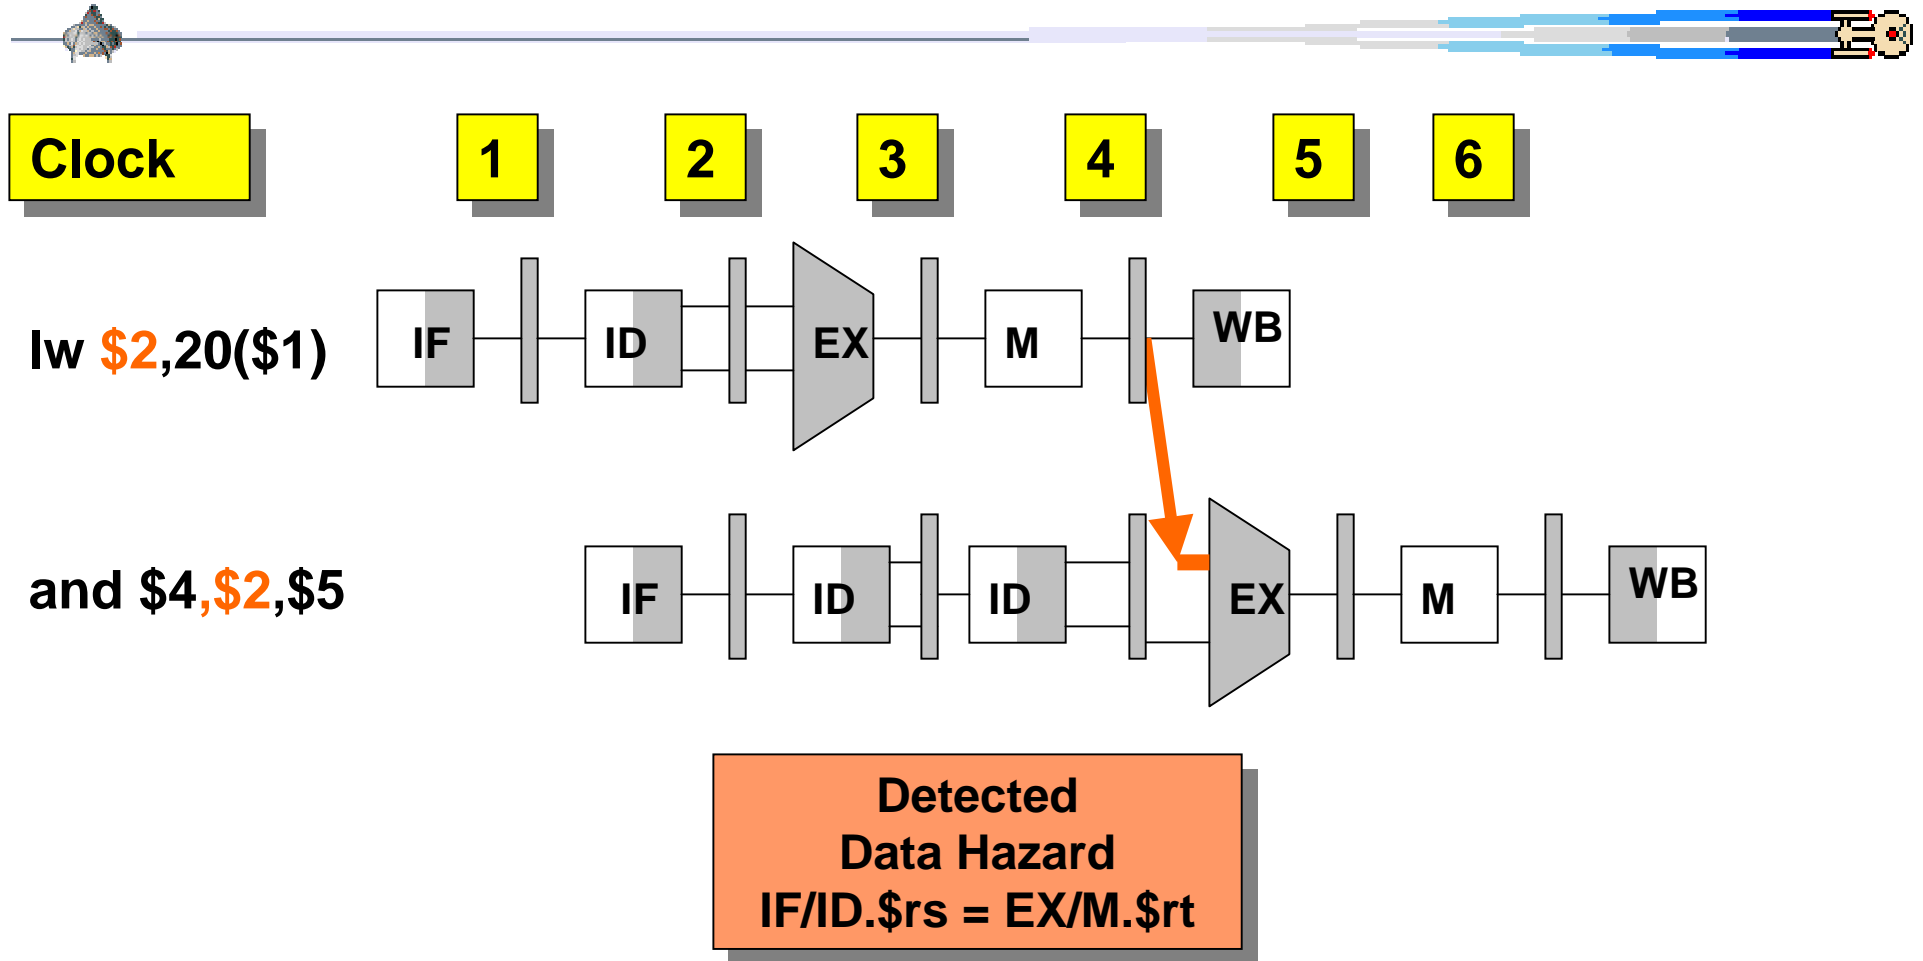 Clock 1 2 3 4 5 6
lw $2,20($1) IF ID EX M WB
and $4,$2,$5 IF ID ID EX M WB
Detected
Data Hazard
IF/ID.$rs = EX/M.$rt